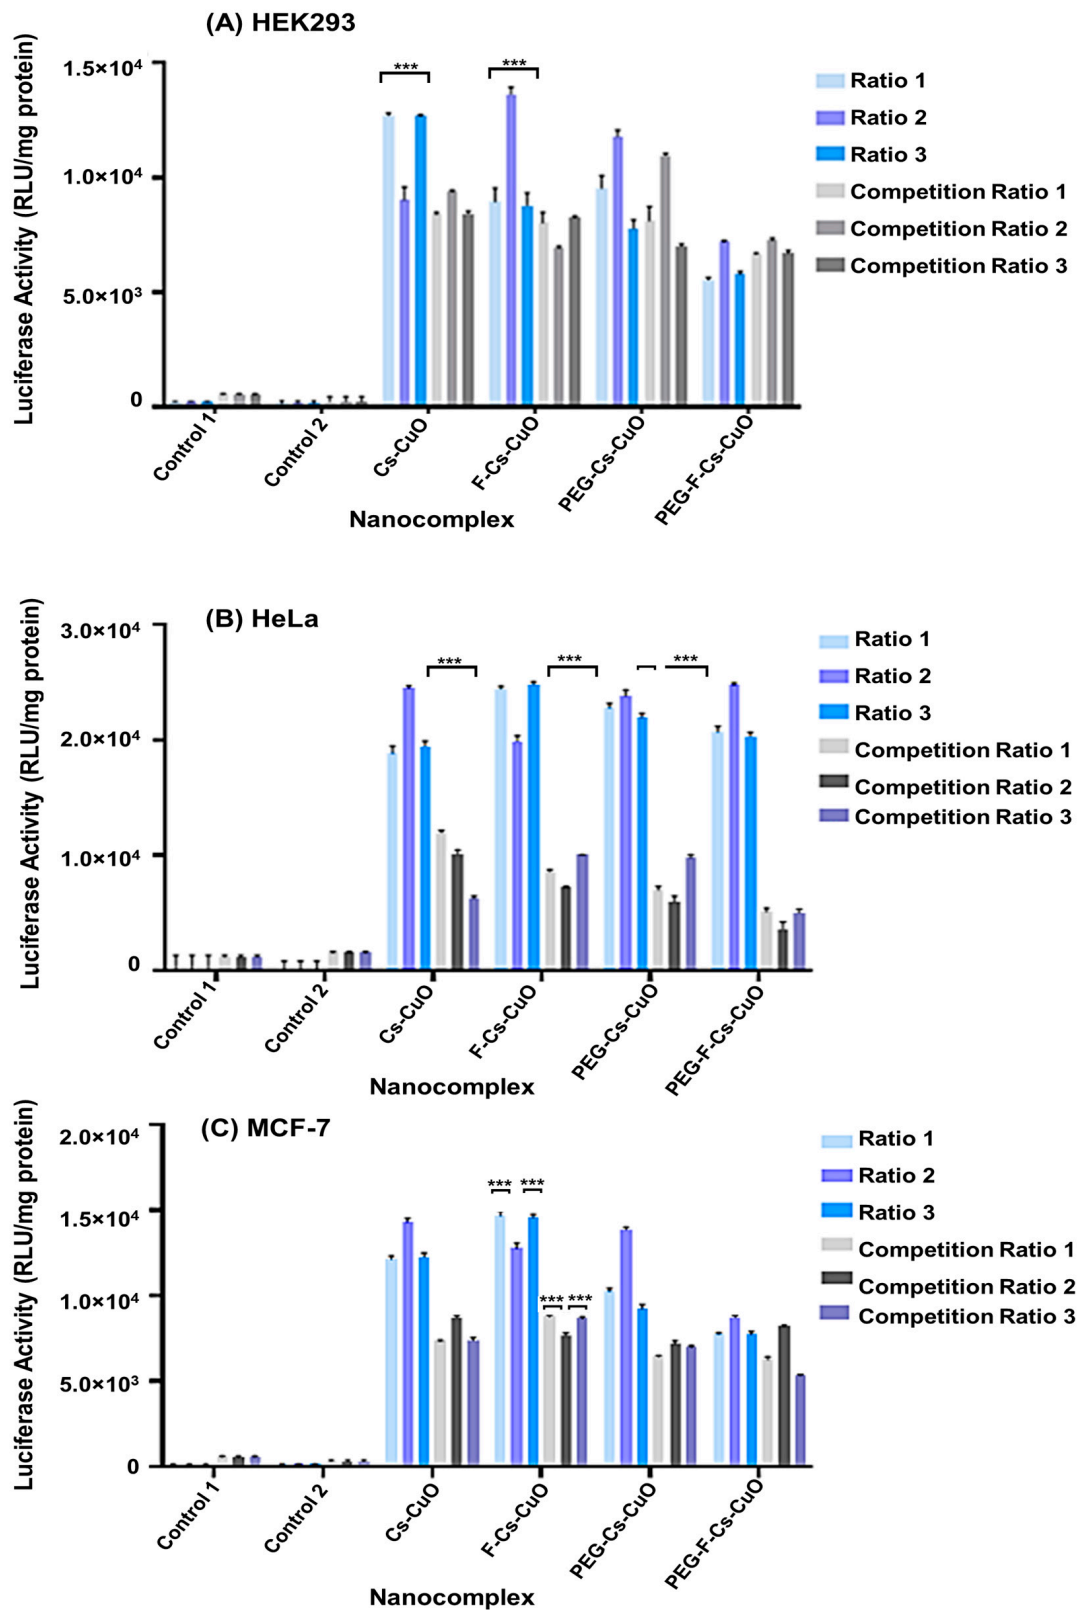 (A) HEK293
Luciferase Activity (RLU/mg protein)
1.5×10⁴
1.0×10⁴
5.0×10³
0
***
***
Ratio 1
Ratio 2
Ratio 3
Competition Ratio 1
Competition Ratio 2
Competition Ratio 3
Control 1
Control 2
Cs-CuO
F-Cs-CuO
PEG-Cs-CuO
PEG-F-Cs-CuO
Nanocomplex
(B) HeLa
Luciferase Activity (RLU/mg protein)
3.0×10⁴
2.0×10⁴
1.0×10⁴
0
***
***
***
Ratio 1
Ratio 2
Ratio 3
Competition Ratio 1
Competition Ratio 2
Competition Ratio 3
Control 1
Control 2
Cs-CuO
F-Cs-CuO
PEG-Cs-CuO
PEG-F-Cs-CuO
Nanocomplex
(C) MCF-7
Luciferase Activity (RLU/mg protein)
2.0×10⁴
1.5×10⁴
1.0×10⁴
5.0×10³
0
***
***
***
***
Ratio 1
Ratio 2
Ratio 3
Competition Ratio 1
Competition Ratio 2
Competition Ratio 3
Control 1
Control 2
Cs-CuO
F-Cs-CuO
PEG-Cs-CuO
PEG-F-Cs-CuO
Nanocomplex